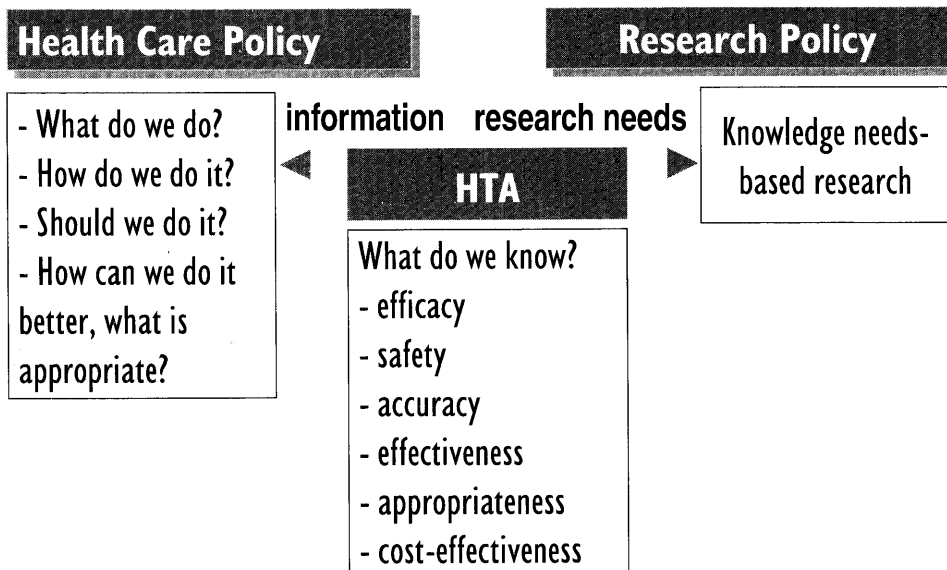 Health Care Policy
Research Policy
- What do we do?
- How do we do it?
- Should we do it?
- How can we do it
better, what is
appropriate?
information research needs
Knowledge needs-
based research
HTA
What do we know?
- efficacy
- safety
- accuracy
- effectiveness
- appropriateness
- cost-effectiveness